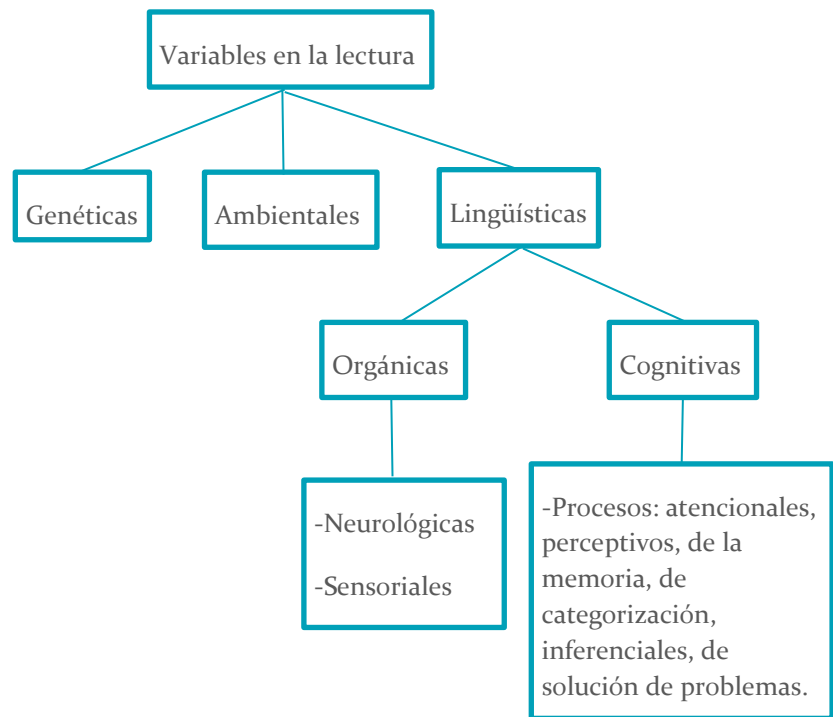 Variables en la lectura
Genéticas
Ambientales
Lingüísticas
Orgánicas
Cognitivas
-Neurológicas
-Sensoriales
-Procesos: atencionales,
perceptivos, de la
memoria, de
categorización,
inferenciales, de
solución de problemas.